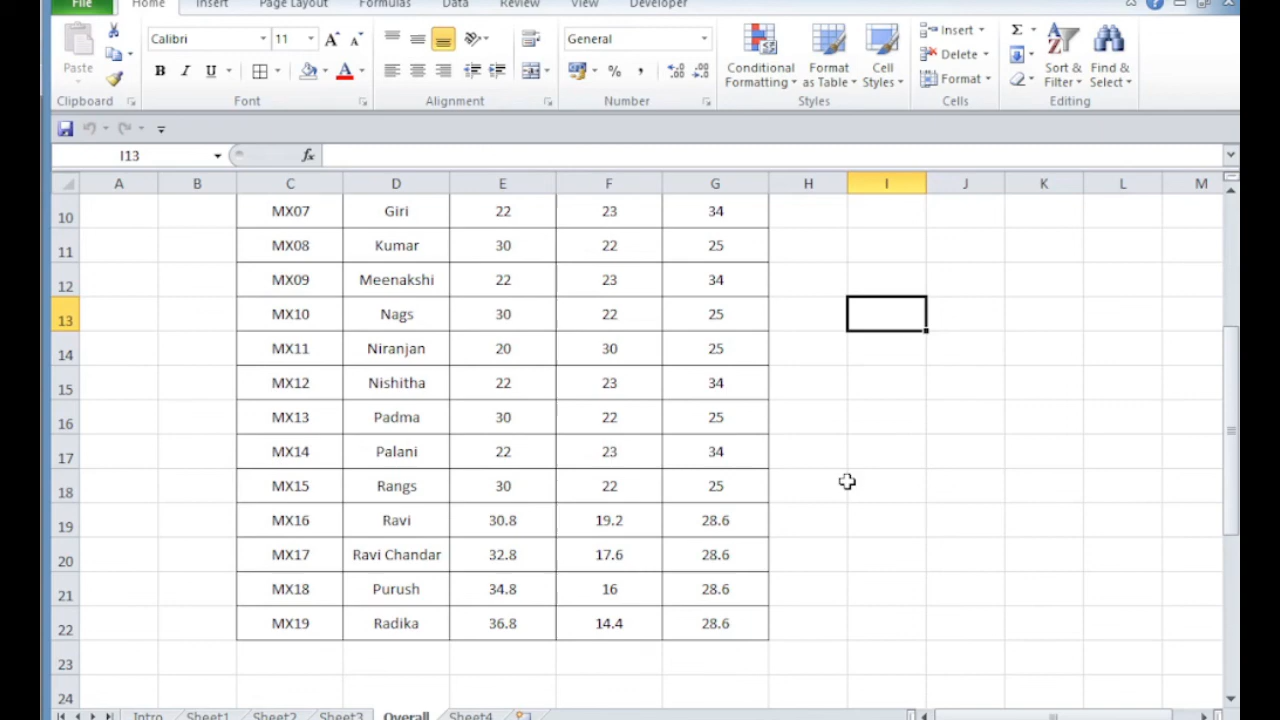 File Home Insert Page Layout Formulas Data Review View Developer
Calibri 11 A A General Σ Insert
Paste B I U A % , Conditional Formatting Format as Table Cell Styles Delete Format Sort & Filter Find & Select
Clipboard Font Alignment Number Styles Cells Editing
I13 fx
A B C D E F G H I J K L M
10 MX07 Giri 22 23 34
11 MX08 Kumar 30 22 25
12 MX09 Meenakshi 22 23 34
13 MX10 Nags 30 22 25
14 MX11 Niranjan 20 30 25
15 MX12 Nishitha 22 23 34
16 MX13 Padma 30 22 25
17 MX14 Palani 22 23 34
18 MX15 Rangs 30 22 25
19 MX16 Ravi 30.8 19.2 28.6
20 MX17 Ravi Chandar 32.8 17.6 28.6
21 MX18 Purush 34.8 16 28.6
22 MX19 Radika 36.8 14.4 28.6
23
24
Intro Sheet1 Sheet2 Sheet3 Overall Sheet4